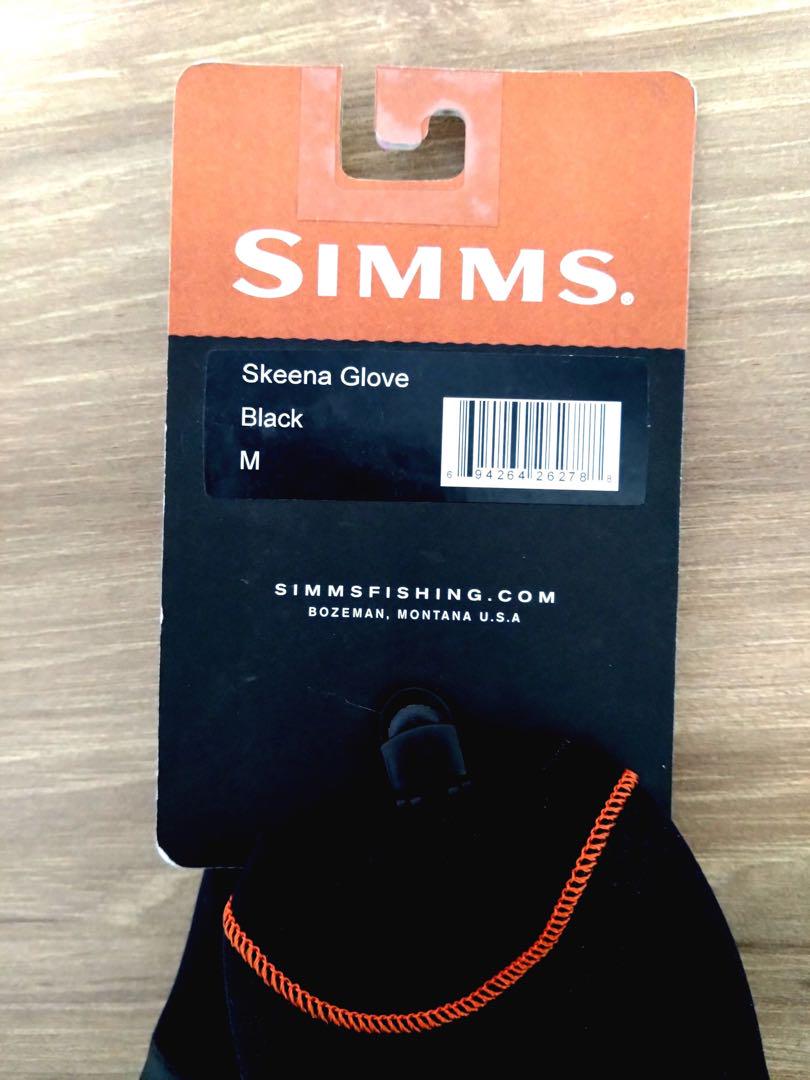 SIMMS®
Skeena Glove
Black
M
6 94264 26278 8
SIMMSFISHING.COM
BOZEMAN, MONTANA U.S.A